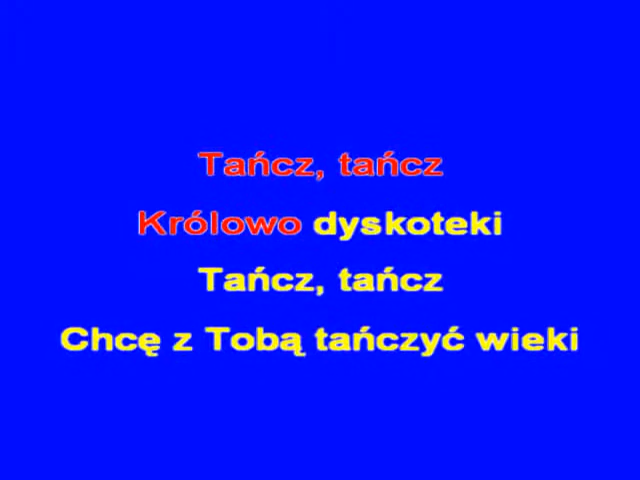 Tańcz, tańcz
Królowo dyskoteki
Tańcz, tańcz
Chcę z Tobą tańczyć wieki